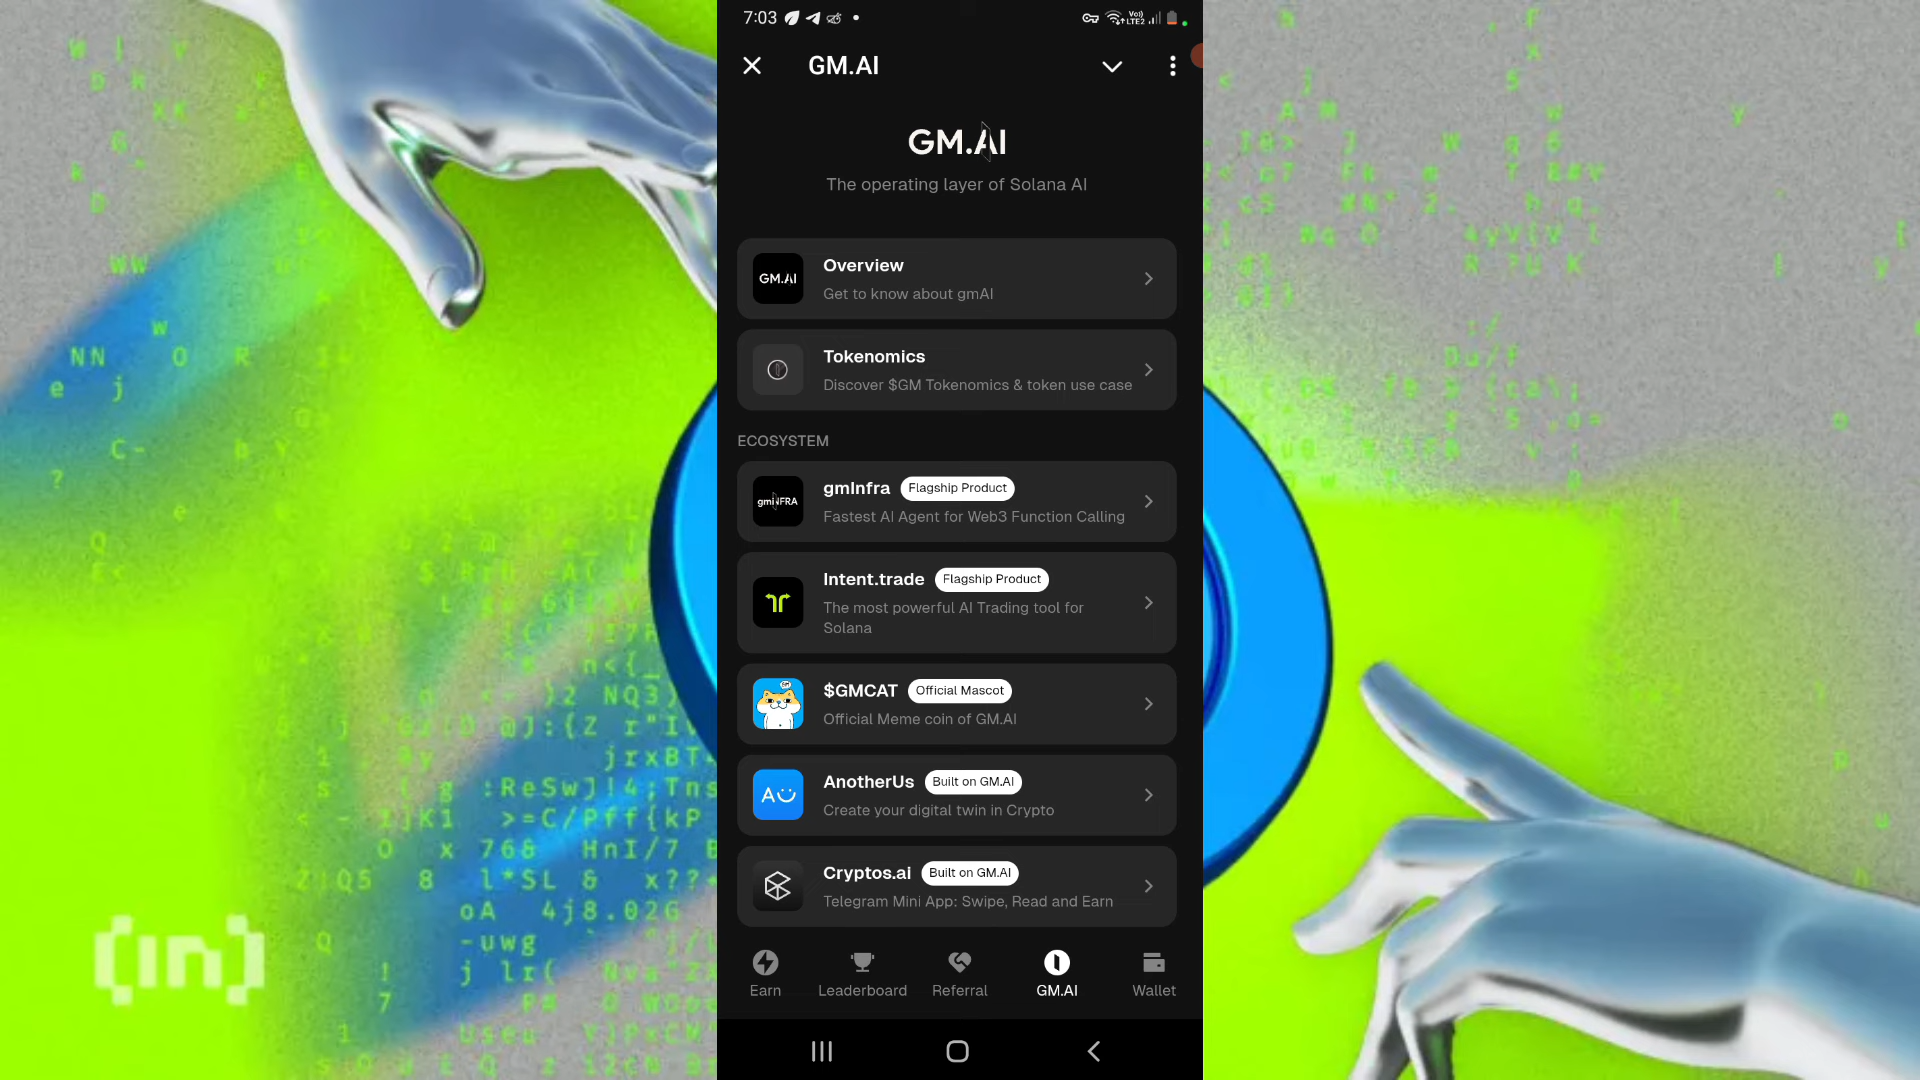 7:03
GM.AI
GM.AI
The operating layer of Solana AI
GM.AI
Overview
Get to know about gmAI
Tokenomics
Discover $GM Tokenomics & token use case
ECOSYSTEM
gmINFRA
gmInfra
Flagship Product
Fastest AI Agent for Web3 Function Calling
Intent.trade
Flagship Product
The most powerful AI Trading tool for
Solana
$GMCAT
Official Mascot
Official Meme coin of GM.AI
AnotherUs
Built on GM.AI
Create your digital twin in Crypto
Cryptos.ai
Built on GM.AI
Telegram Mini App: Swipe, Read and Earn
Earn
Leaderboard
Referral
GM.AI
Wallet
[in]